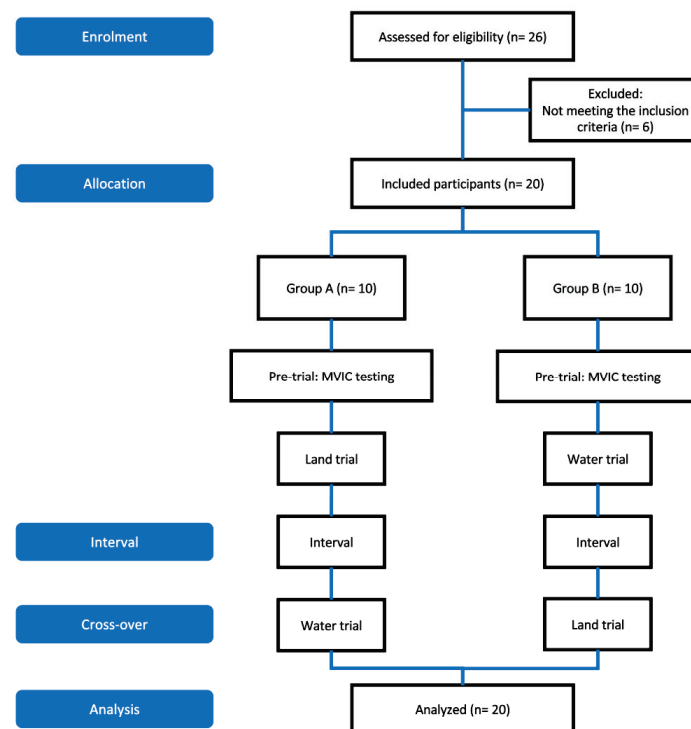 Enrolment
Assessed for eligibility (n= 26)
Excluded:
Not meeting the inclusion
criteria (n= 6)
Allocation
Included participants (n= 20)
Group A (n= 10)
Group B (n= 10)
Pre-trial: MVIC testing
Pre-trial: MVIC testing
Land trial
Water trial
Interval
Interval
Interval
Cross-over
Water trial
Land trial
Analysis
Analyzed (n= 20)